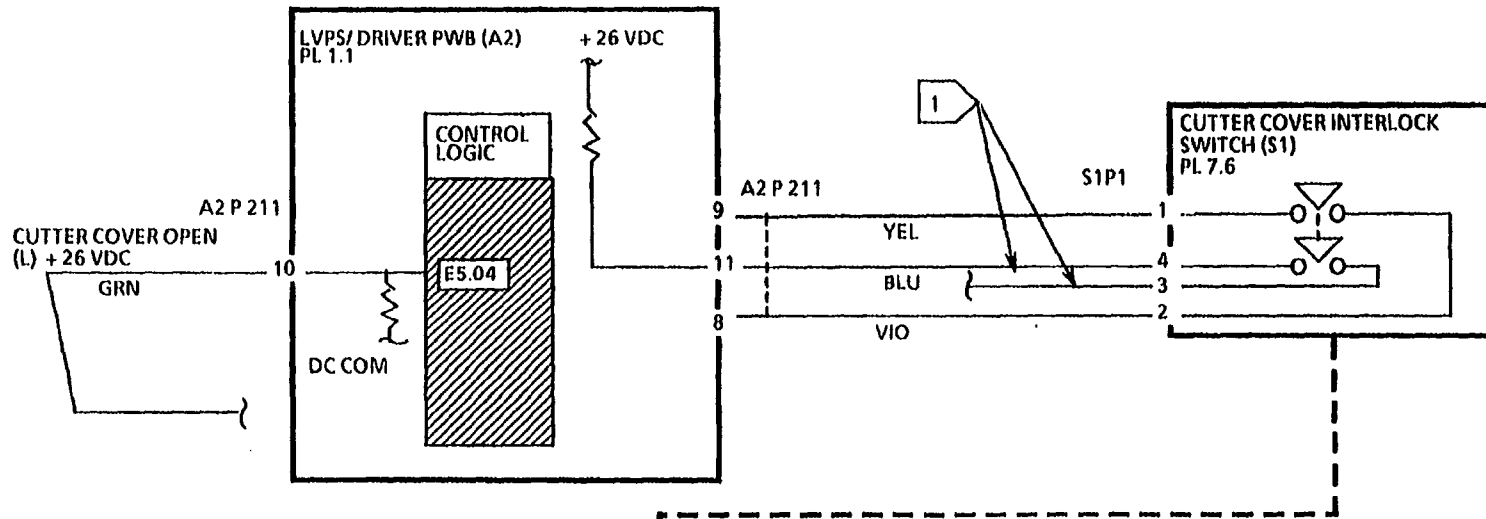 LVPS/ DRIVER PWB (A2)
PL 1.1
+ 26 VDC
CONTROL
LOGIC
A2 P 211
CUTTER COVER OPEN
(L) + 26 VDC
GRN
10
E5.04
DC COM
1
A2 P 211
S1P1
9
YEL
1
11
BLU
4
3
8
VIO
2
CUTTER COVER INTERLOCK
SWITCH (S1)
PL 7.6